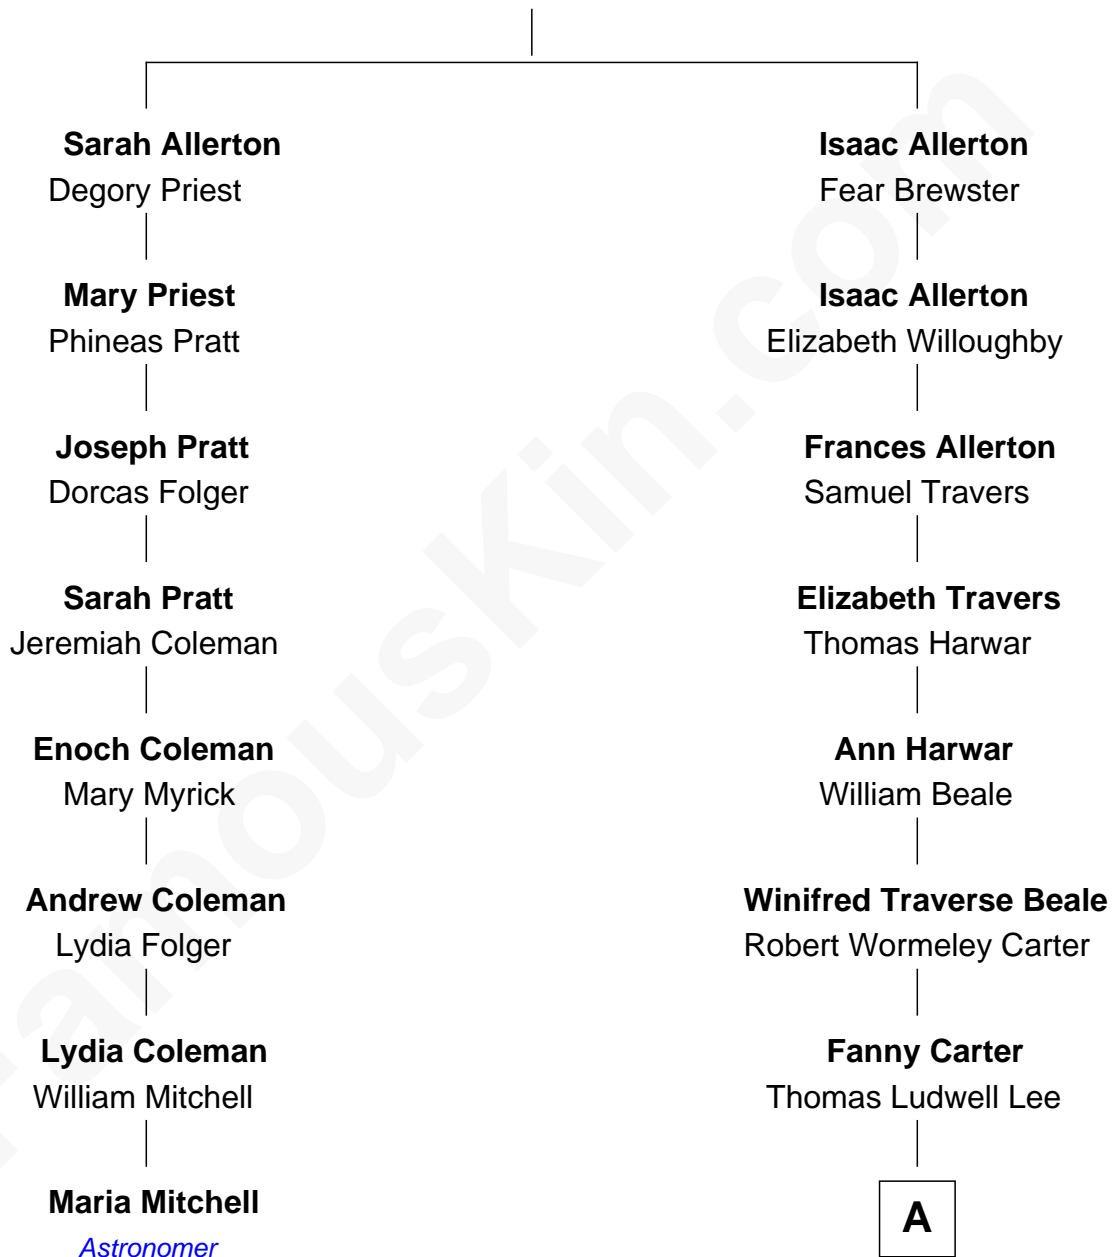 Sarah Allerton
Degory Priest
Mary Priest
Phineas Pratt
Joseph Pratt
Dorcas Folger
Sarah Pratt
Jeremiah Coleman
Enoch Coleman
Mary Myrick
Andrew Coleman
Lydia Folger
Lydia Coleman
William Mitchell
Maria Mitchell
Astronomer
Isaac Allerton
Fear Brewster
Isaac Allerton
Elizabeth Willoughby
Frances Allerton
Samuel Travers
Elizabeth Travers
Thomas Harwar
Ann Harwar
William Beale
Winifred Traverse Beale
Robert Wormeley Carter
Fanny Carter
Thomas Ludwell Lee
A
FamousKin.com